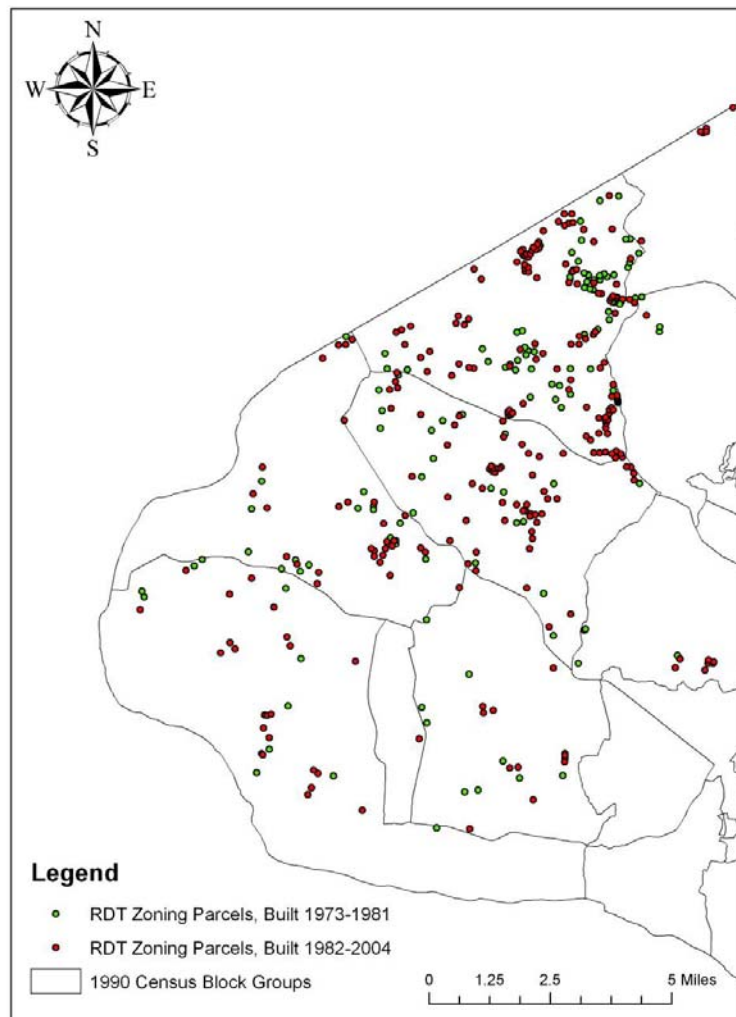 N
W E
S
Legend
RDT Zoning Parcels, Built 1973-1981
RDT Zoning Parcels, Built 1982-2004
1990 Census Block Groups
0 1.25 2.5 5 Miles